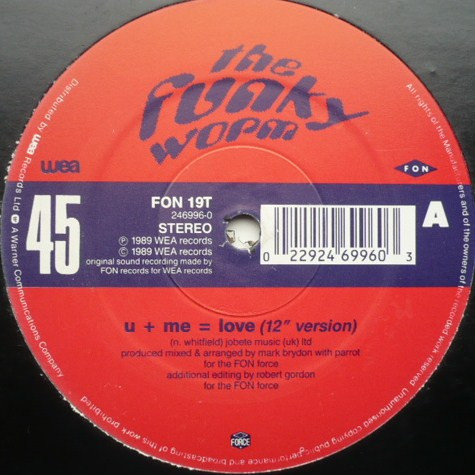 the
funky
worm
wea
FON
45
FON 19T
246996-0
STEREO
℗ 1989 WEA records
© 1989 WEA records
original sound recording made by
FON records for WEA records
0 22924 69960 3
A
u + me = love (12" version)
(n. whitfield) jobete music (uk) ltd
produced mixed & arranged by mark brydon with parrot
for the FON force
additional editing by robert gordon
for the FON force
FORCE
Distributed by wea Records Ltd. A Warner Communications Company
All rights of the Manufacturers and of the owners of the recorded work reserved. Unauthorised copying public performance and broadcasting of this work prohibited